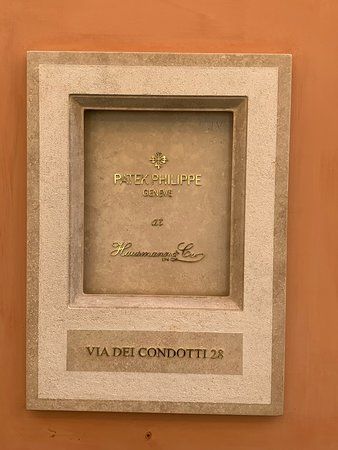 PATEK PHILIPPE
GENEVE
at
Hausmann & Co
VIA DEI CONDOTTI 28